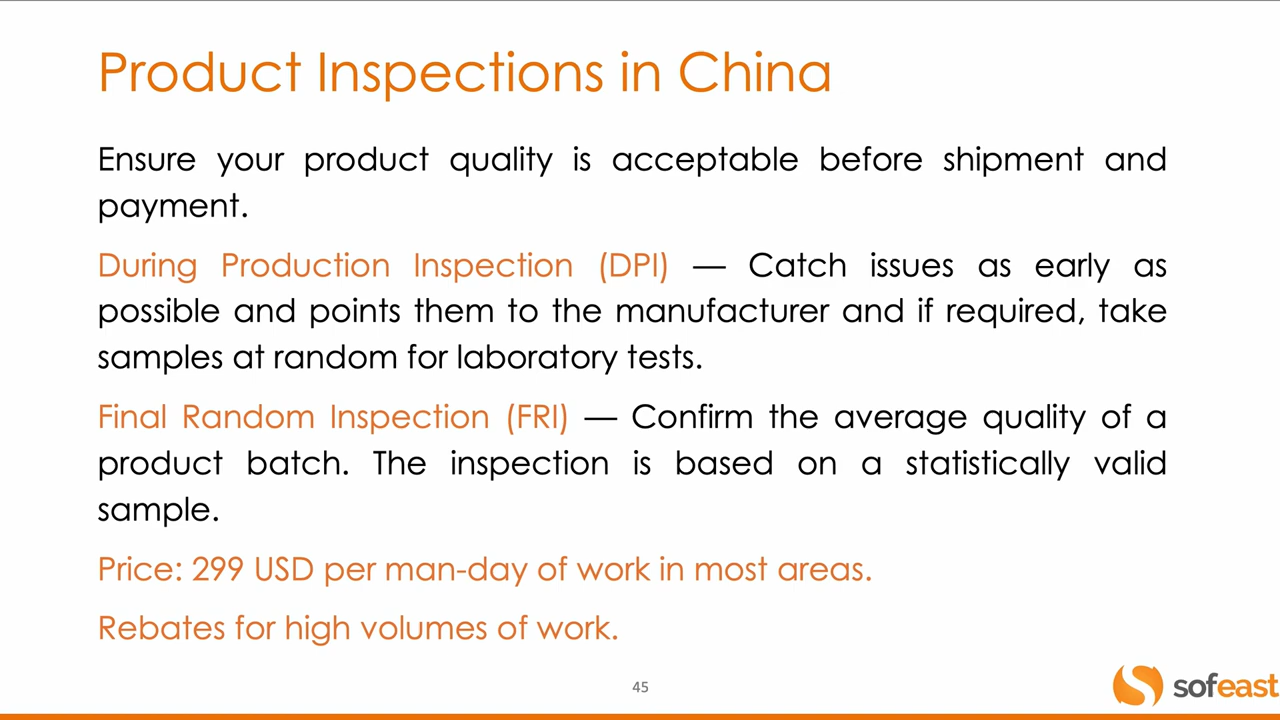 Product Inspections in China
Ensure your product quality is acceptable before shipment and
payment.
During Production Inspection (DPI) — Catch issues as early as
possible and points them to the manufacturer and if required, take
samples at random for laboratory tests.
Final Random Inspection (FRI) — Confirm the average quality of a
product batch. The inspection is based on a statistically valid
sample.
Price: 299 USD per man-day of work in most areas.
Rebates for high volumes of work.
45
sofeast